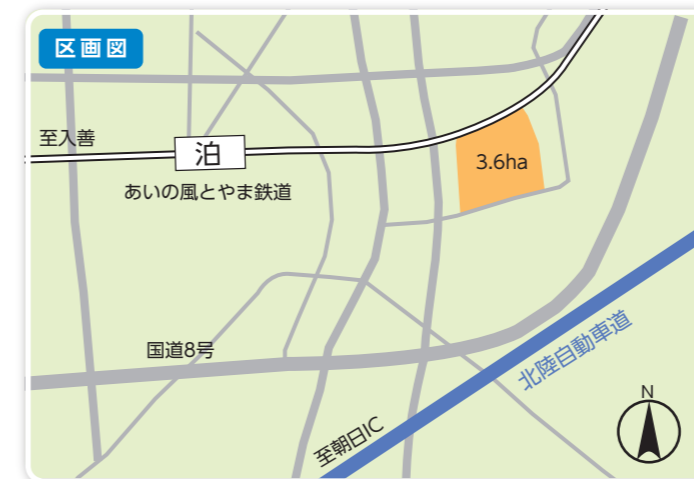 区画図
至入善
泊
あいの風とやま鉄道
3.6ha
国道8号
北陸自動車道
至朝日IC
N